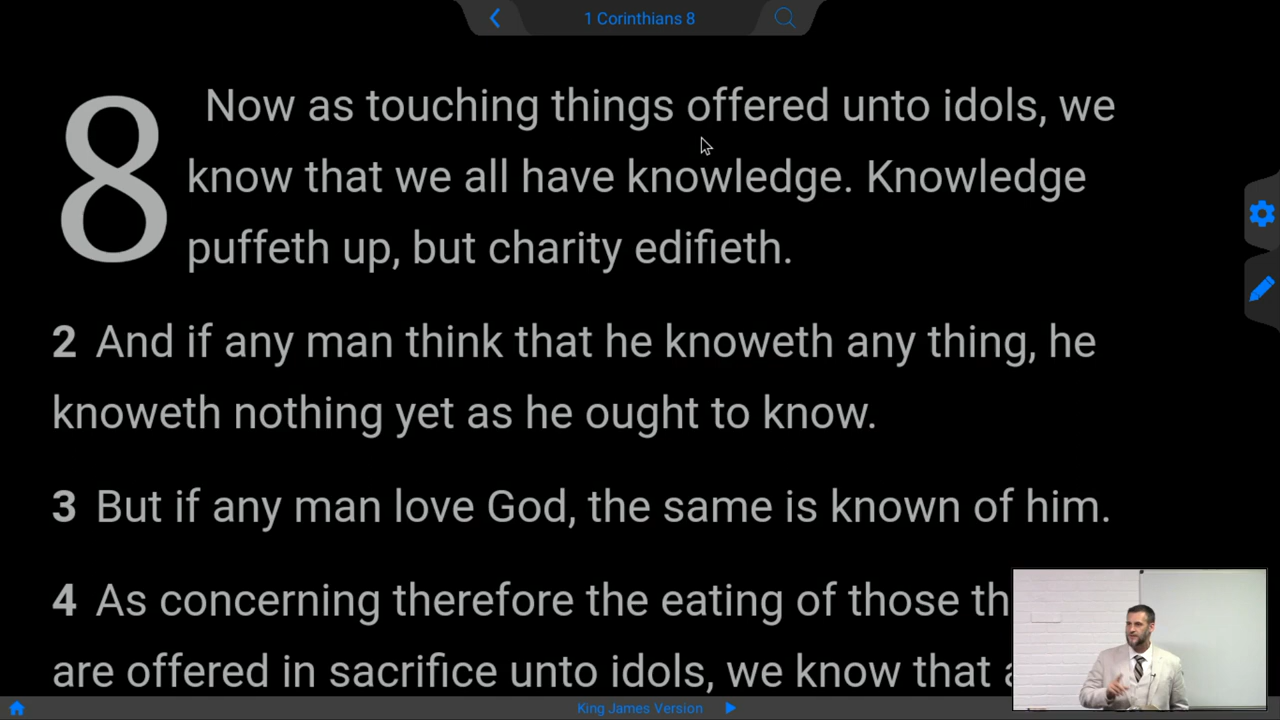 1 Corinthians 8
8 Now as touching things offered unto idols, we
know that we all have knowledge. Knowledge
puffeth up, but charity edifieth.
2 And if any man think that he knoweth any thing, he
knoweth nothing yet as he ought to know.
3 But if any man love God, the same is known of him.
4 As concerning therefore the eating of those th
are offered in sacrifice unto idols, we know that a
King James Version